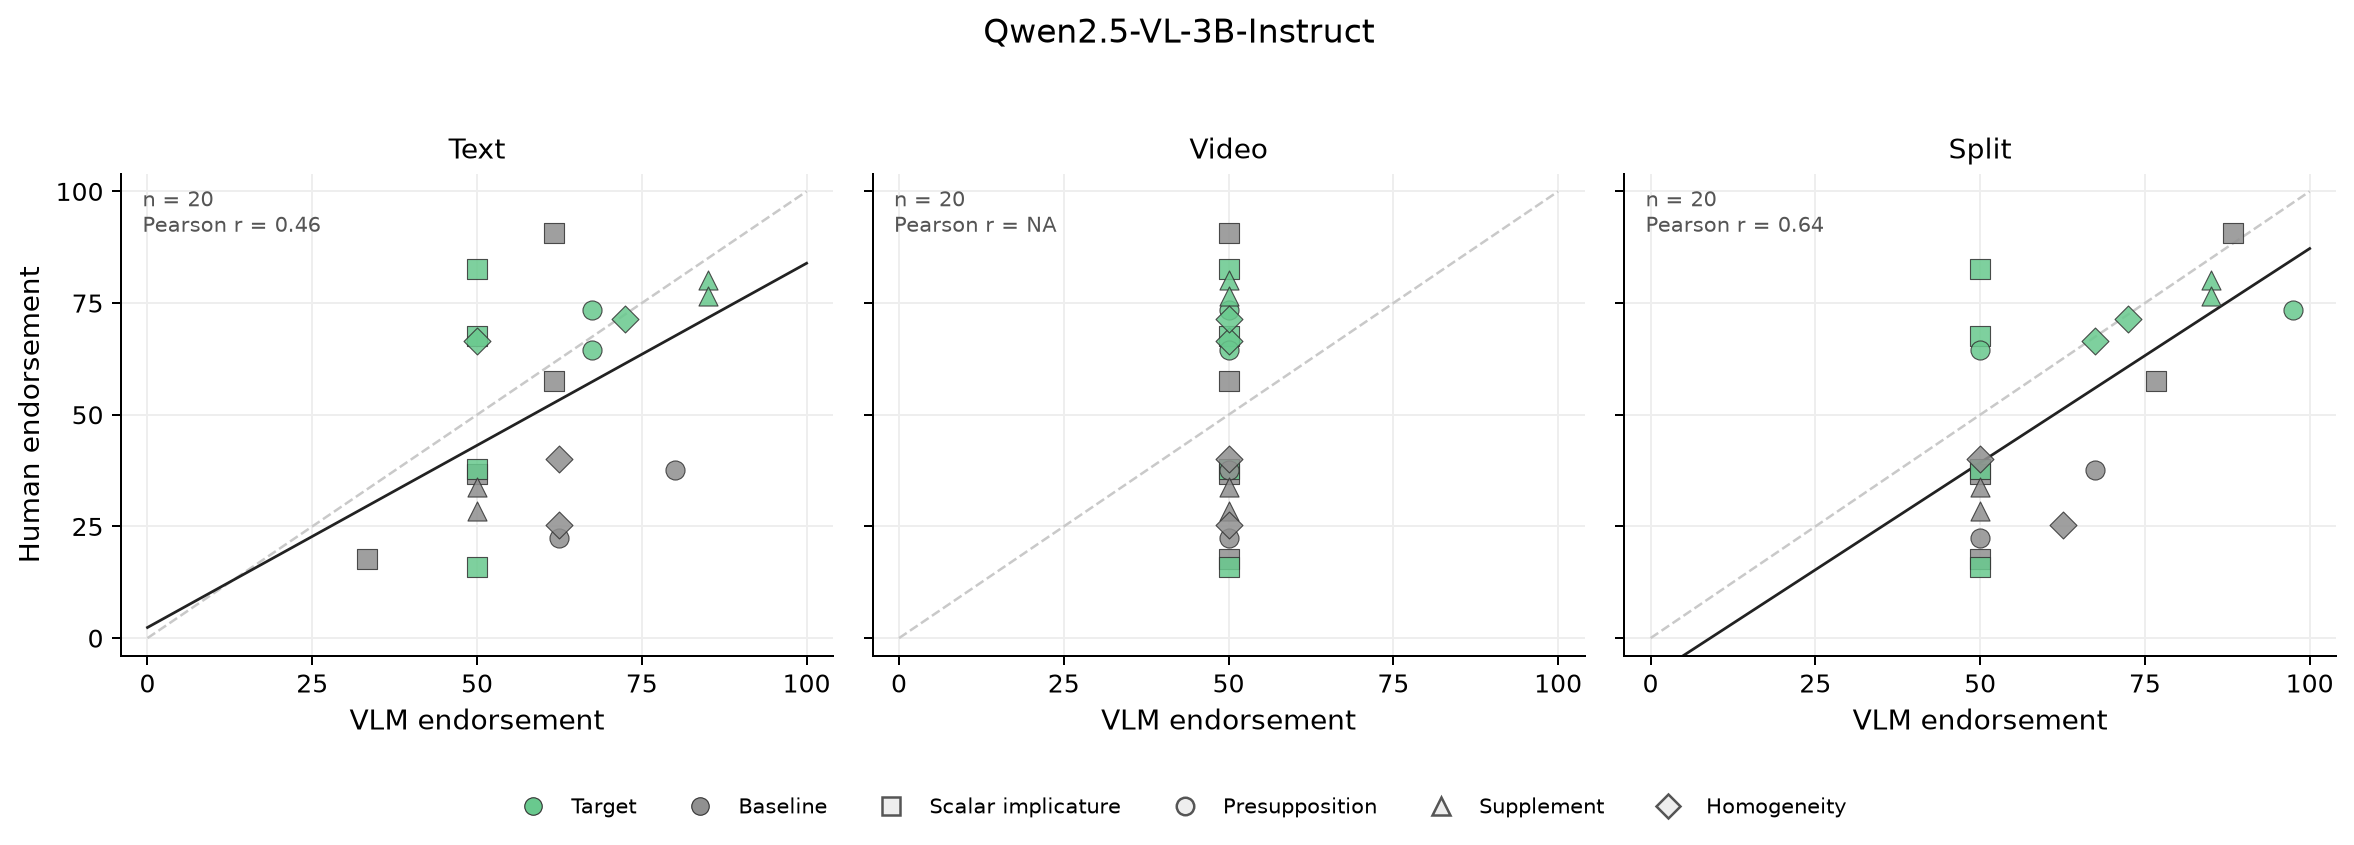 Qwen2.5-VL-3B-Instruct
Text
Video
Split
n = 20
Pearson r = 0.46
n = 20
Pearson r = NA
n = 20
Pearson r = 0.64
Human endorsement
100
75
50
25
0
0 25 50 75 100
0 25 50 75 100
0 25 50 75 100
VLM endorsement
VLM endorsement
VLM endorsement
Target Baseline Scalar implicature Presupposition Supplement Homogeneity